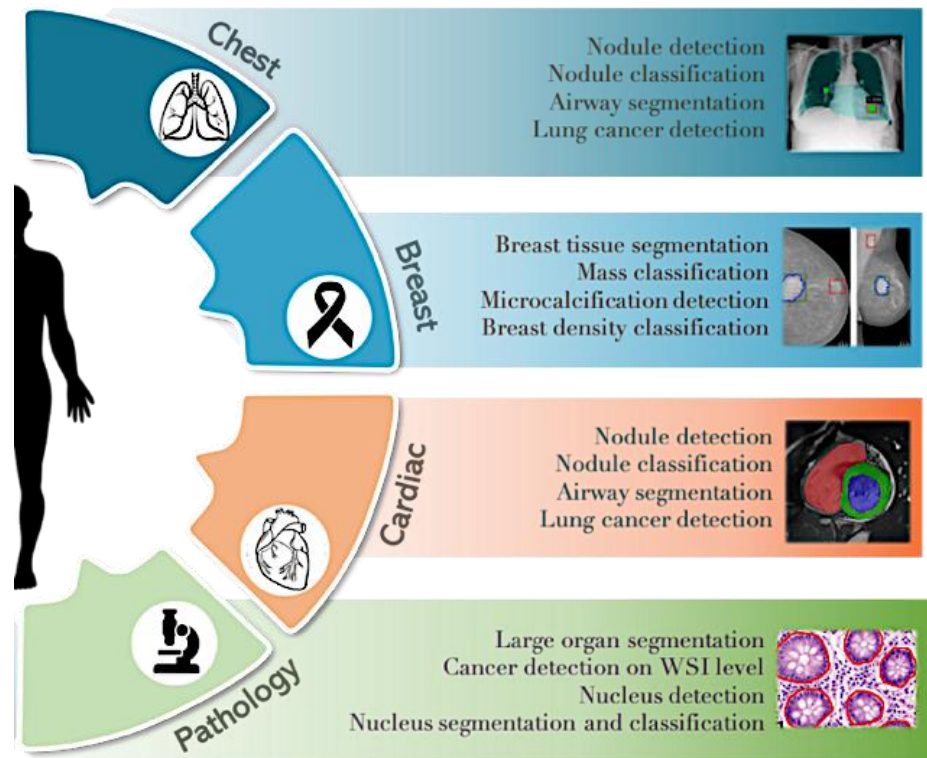 Chest
Nodule detection
Nodule classification
Airway segmentation
Lung cancer detection
Breast
Breast tissue segmentation
Mass classification
Microcalcification detection
Breast density classification
Cardiac
Nodule detection
Nodule classification
Airway segmentation
Lung cancer detection
Pathology
Large organ segmentation
Cancer detection on WSI level
Nucleus detection
Nucleus segmentation and classification